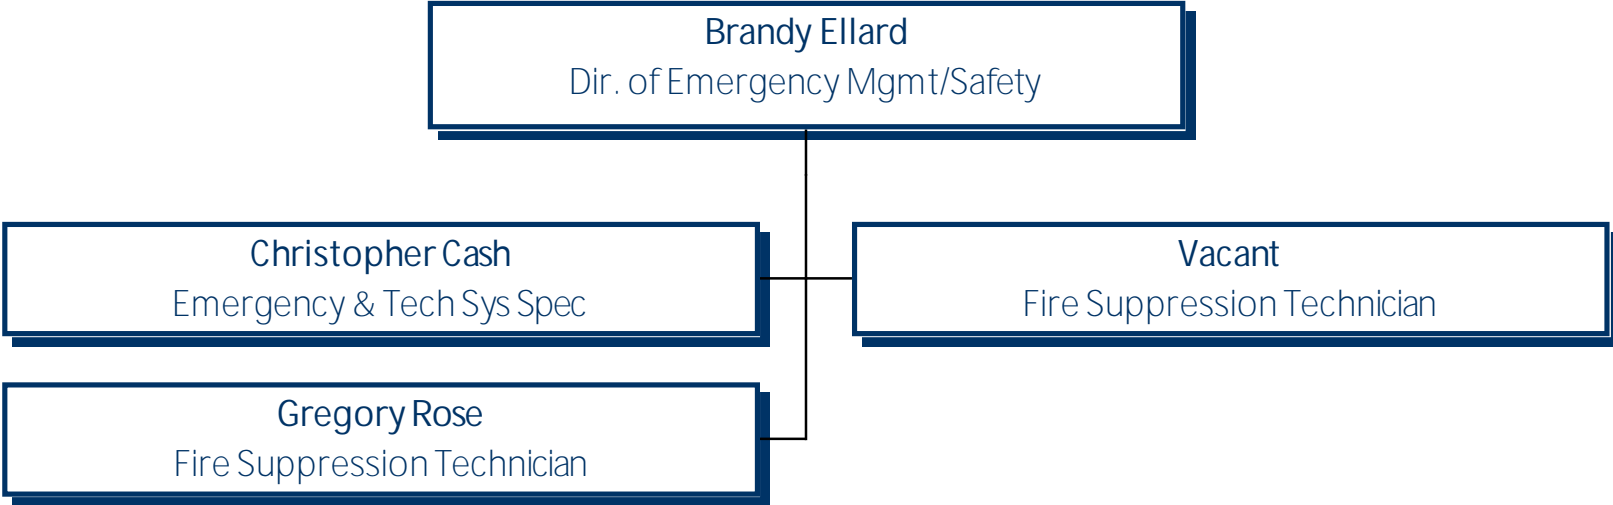 Brandy Ellard
Dir. of Emergency Mgmt/Safety
Christopher Cash
Emergency & Tech Sys Spec
Vacant
Fire Suppression Technician
Gregory Rose
Fire Suppression Technician